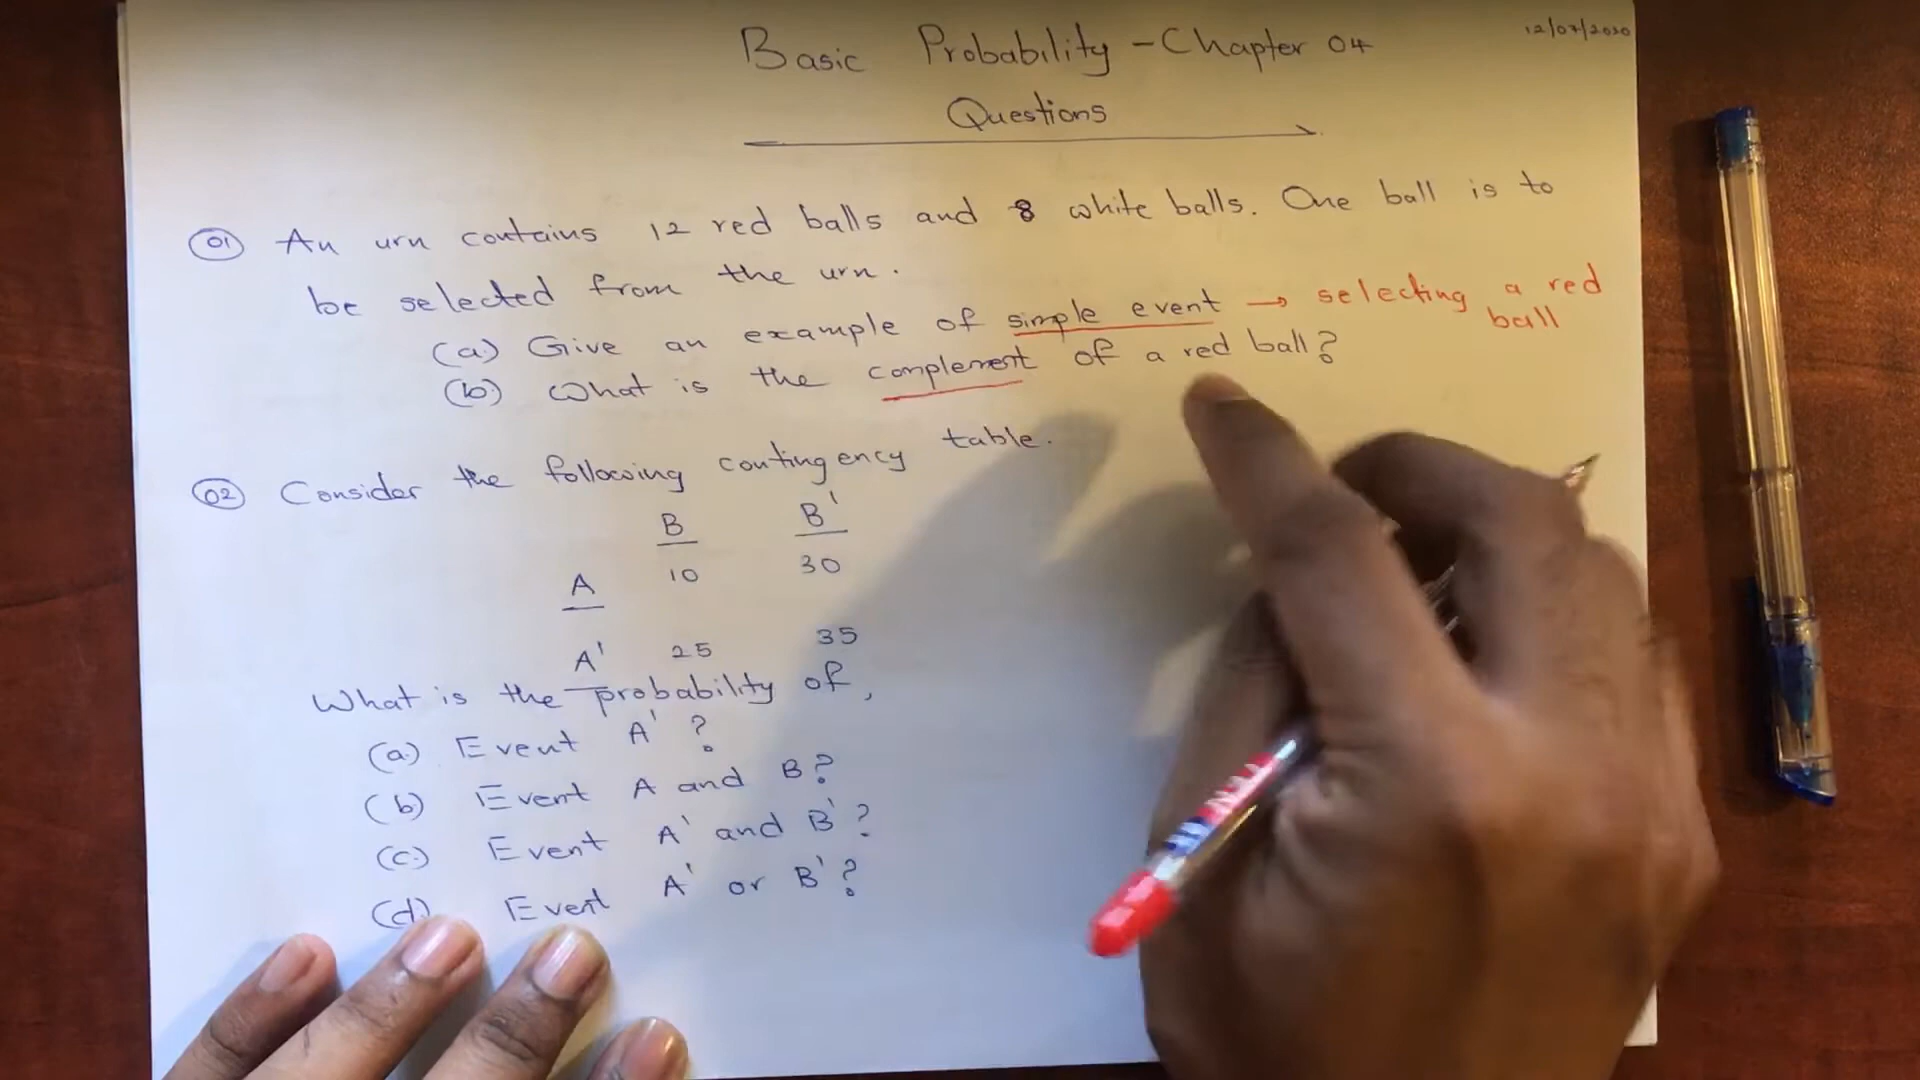 Basic Probability - Chapter 04
12/07/2020
Questions
01 An urn contains 12 red balls and 8 white balls. One ball is to
be selected from the urn.
(a) Give an example of simple event → selecting a red
ball
(b) What is the complement of a red ball?
02 Consider the following contingency table.
B B'
A 10 30
A' 25 35
What is the probability of,
(a) Event A' ?
(b) Event A and B?
(c) Event A' and B'?
(d) Event A' or B'?